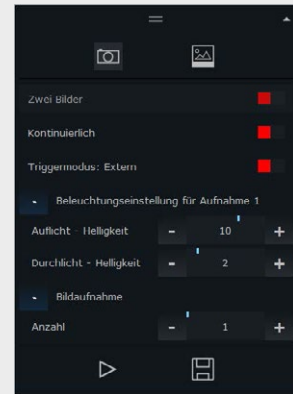 Zwei Bilder
Kontinuierlich
Triggermodus: Extern
- Beleuchtungseinstellung für Aufnahme 1
Auflicht - Helligkeit - 10 +
Durchlicht - Helligkeit - 2 +
- Bildaufnahme
Anzahl - 1 +